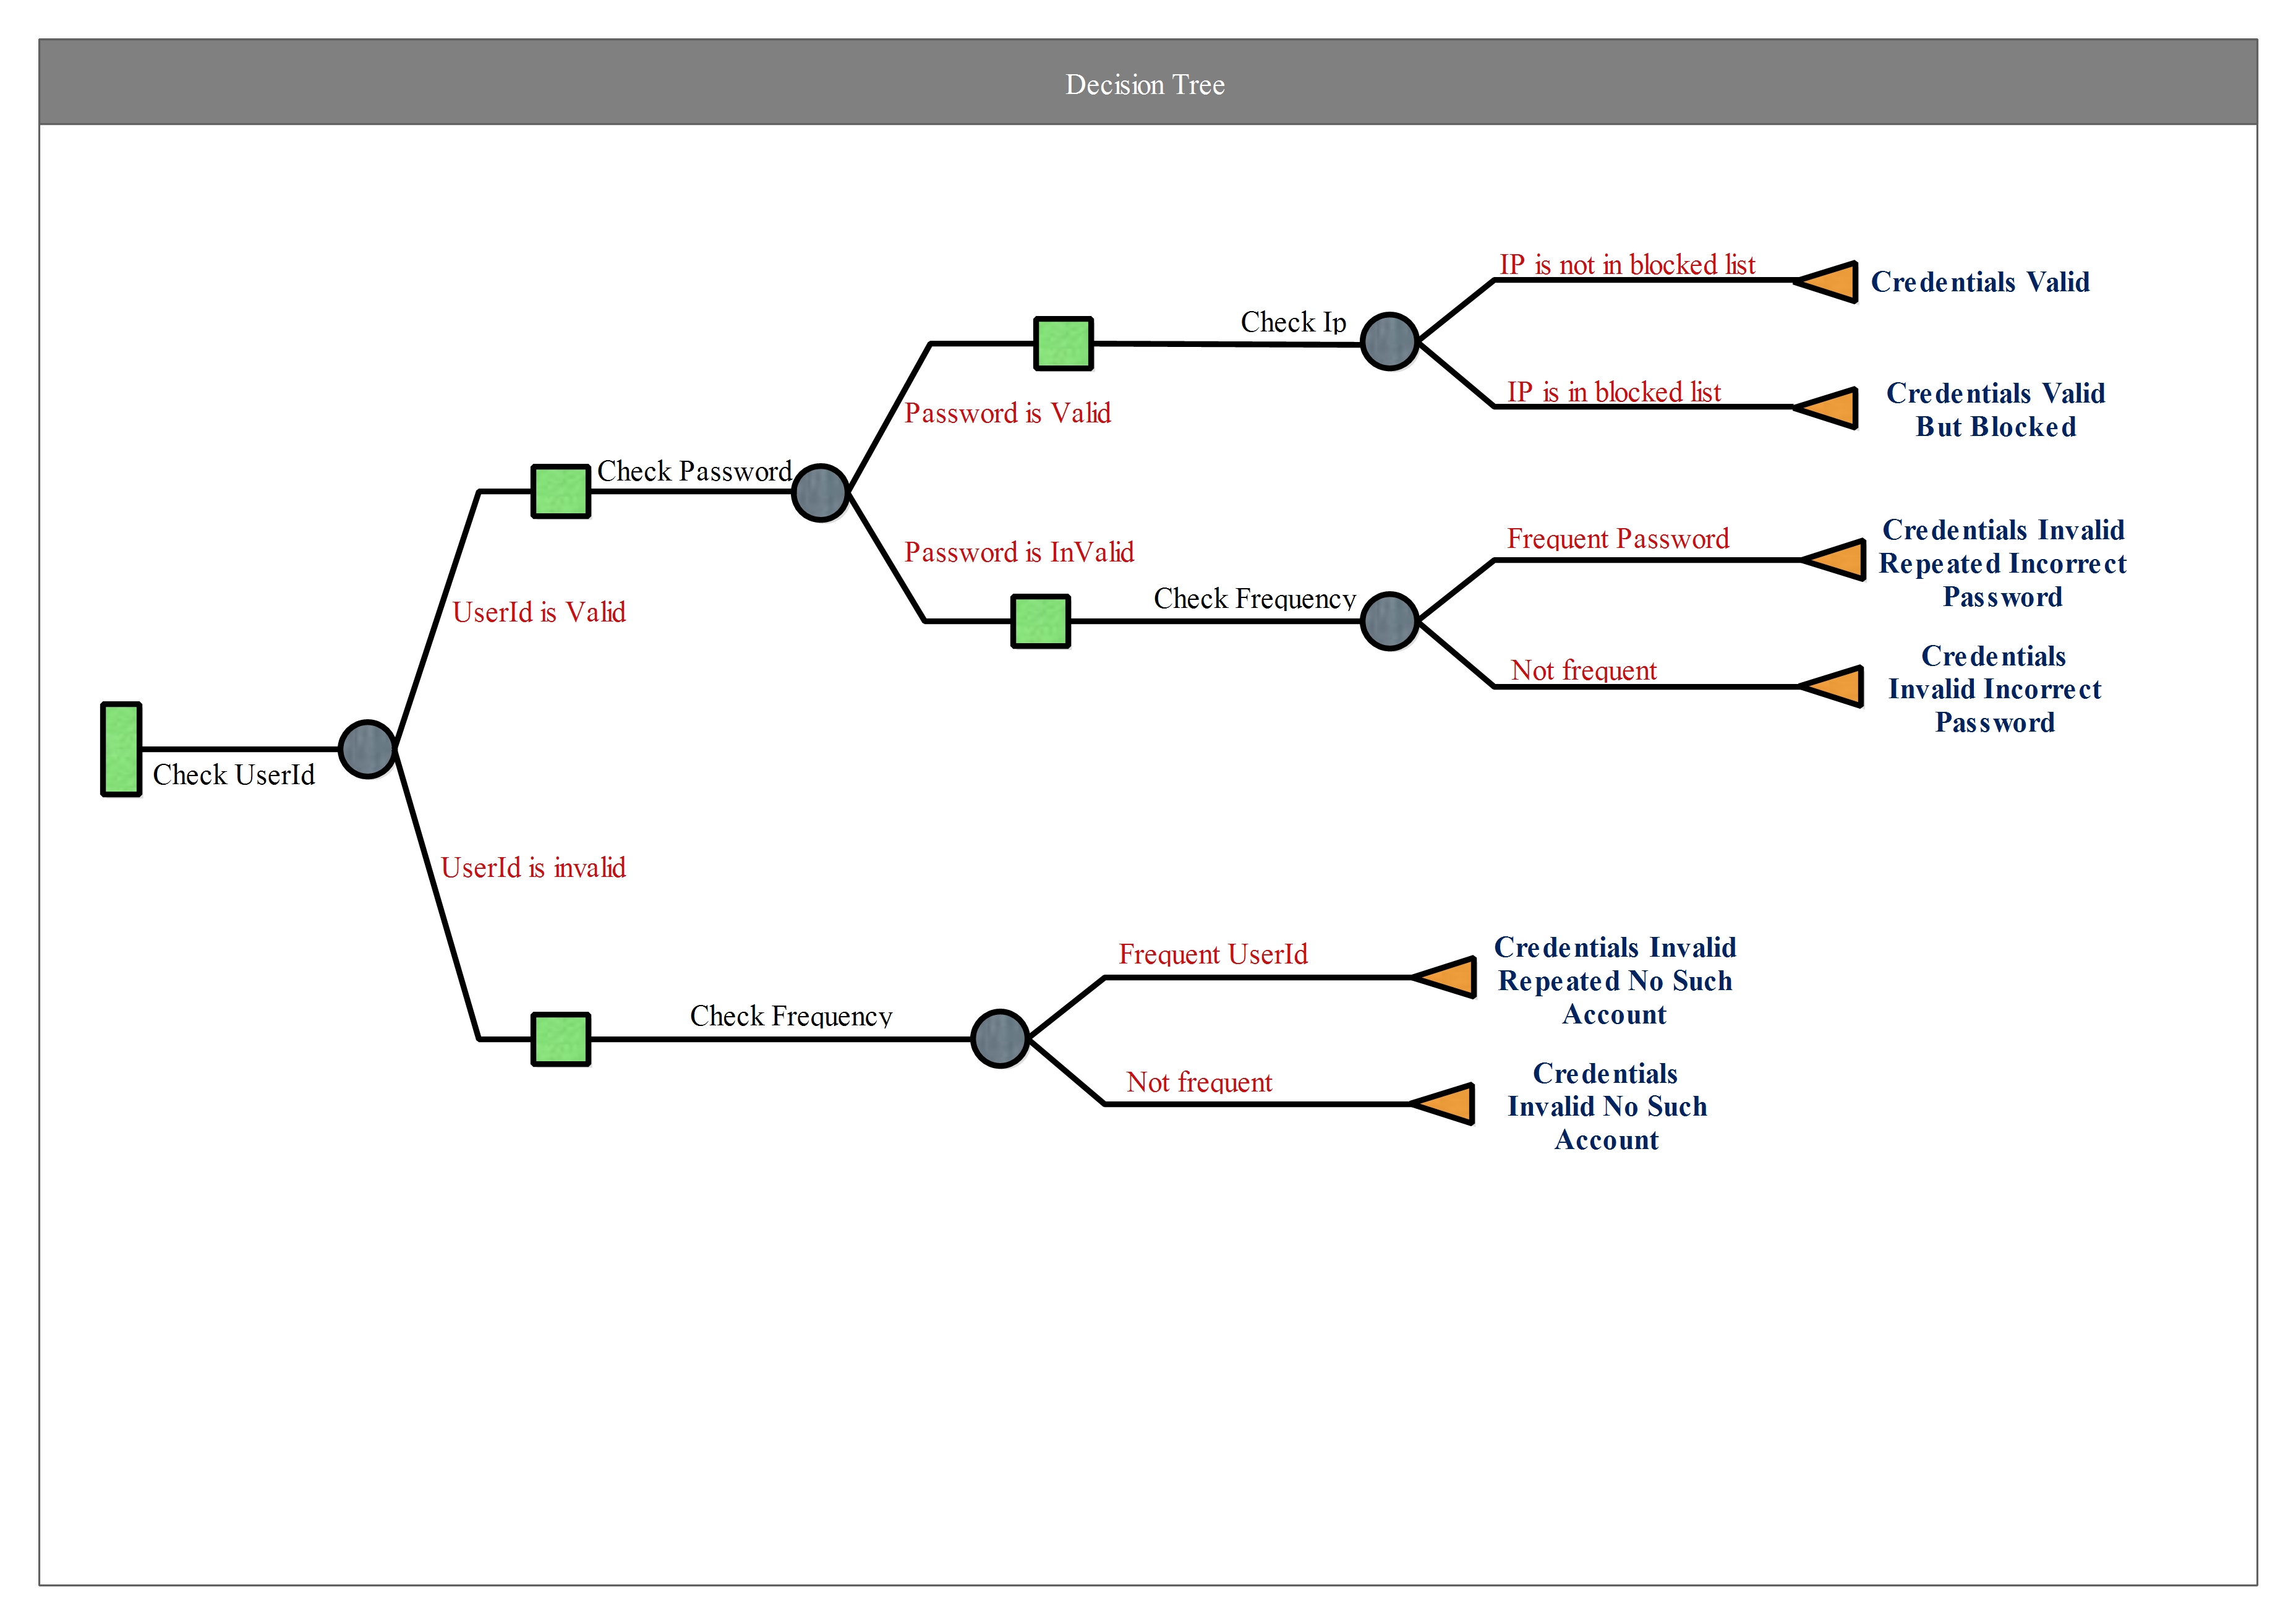 Decision Tree
IP is not in blocked list
Credentials Valid
Check Ip
IP is in blocked list
Credentials Valid
But Blocked
Password is Valid
Check Password
Frequent Password
Credentials Invalid
Repeated Incorrect
Password
Password is InValid
Check Frequency
UserId is Valid
Not frequent
Credentials
Invalid Incorrect
Password
Check UserId
UserId is invalid
Frequent UserId
Credentials Invalid
Repeated No Such
Account
Check Frequency
Not frequent
Credentials
Invalid No Such
Account